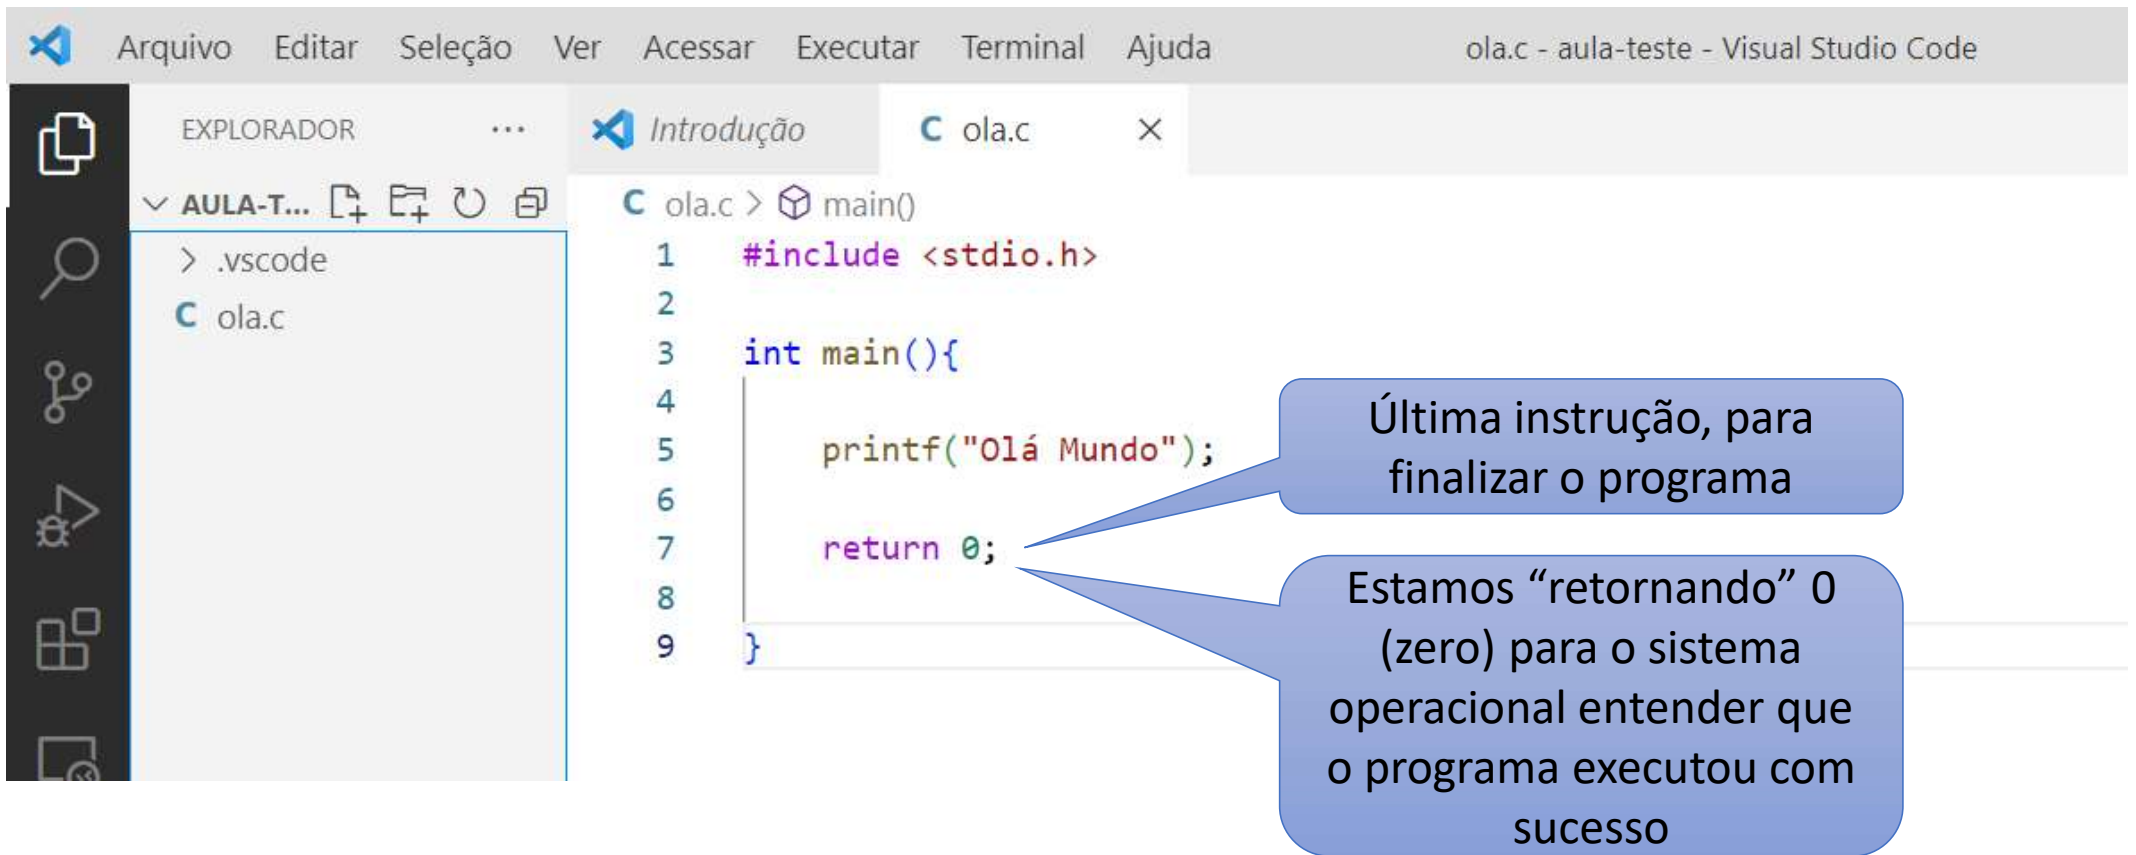 Arquivo Editar Seleção Ver Acessar Executar Terminal Ajuda ola.c - aula-teste - Visual Studio Code
EXPLORADOR ... Introdução C ola.c
AULA-T...
.vscode
C ola.c
C ola.c > main()
1 #include <stdio.h>
2
3 int main(){
4
5 printf("Olá Mundo");
6
7 return 0;
8
9 }
Última instrução, para
finalizar o programa
Estamos “retornando” 0
(zero) para o sistema
operacional entender que
o programa executou com
sucesso